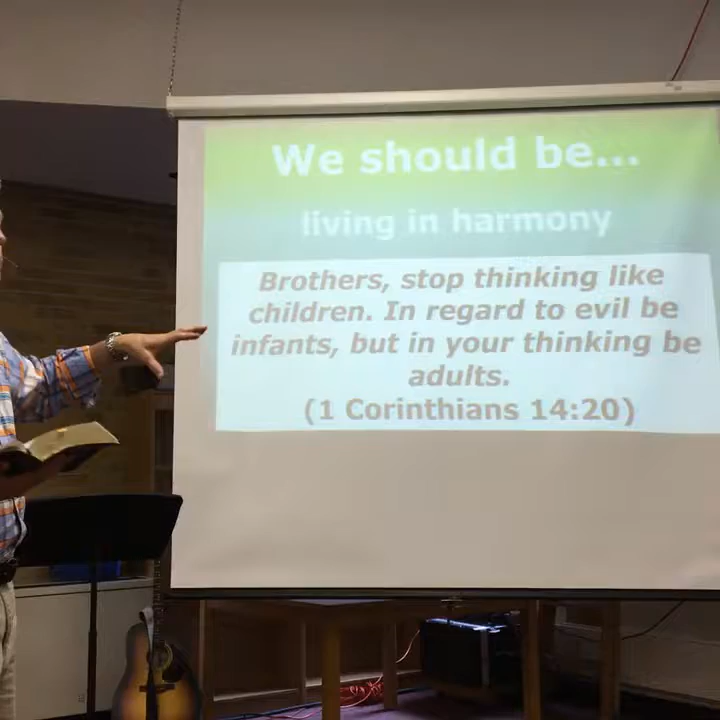 We should be...
living in harmony
Brothers, stop thinking like
children. In regard to evil be
infants, but in your thinking be
adults.
(1 Corinthians 14:20)